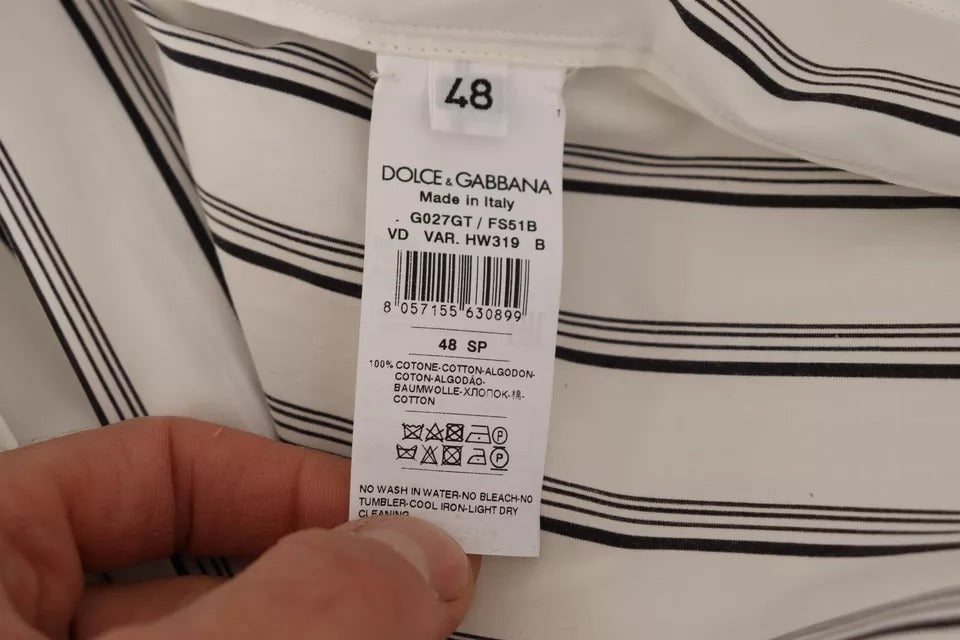 48
1
DOLCE & GABBANA
Made in Italy
G027GT / FS51B
VD VAR. HW319 B
8 057155 630899
48 SP
100% COTONE-COTTON-ALGODON-
COTON-ALGODÃO-
BAUMWOLLE-ХЛОПОК-棉-
COTTON
P
P
NO WASH IN WATER-NO BLEACH-NO
TUMBLER-COOL IRON-LIGHT DRY
CLEANING